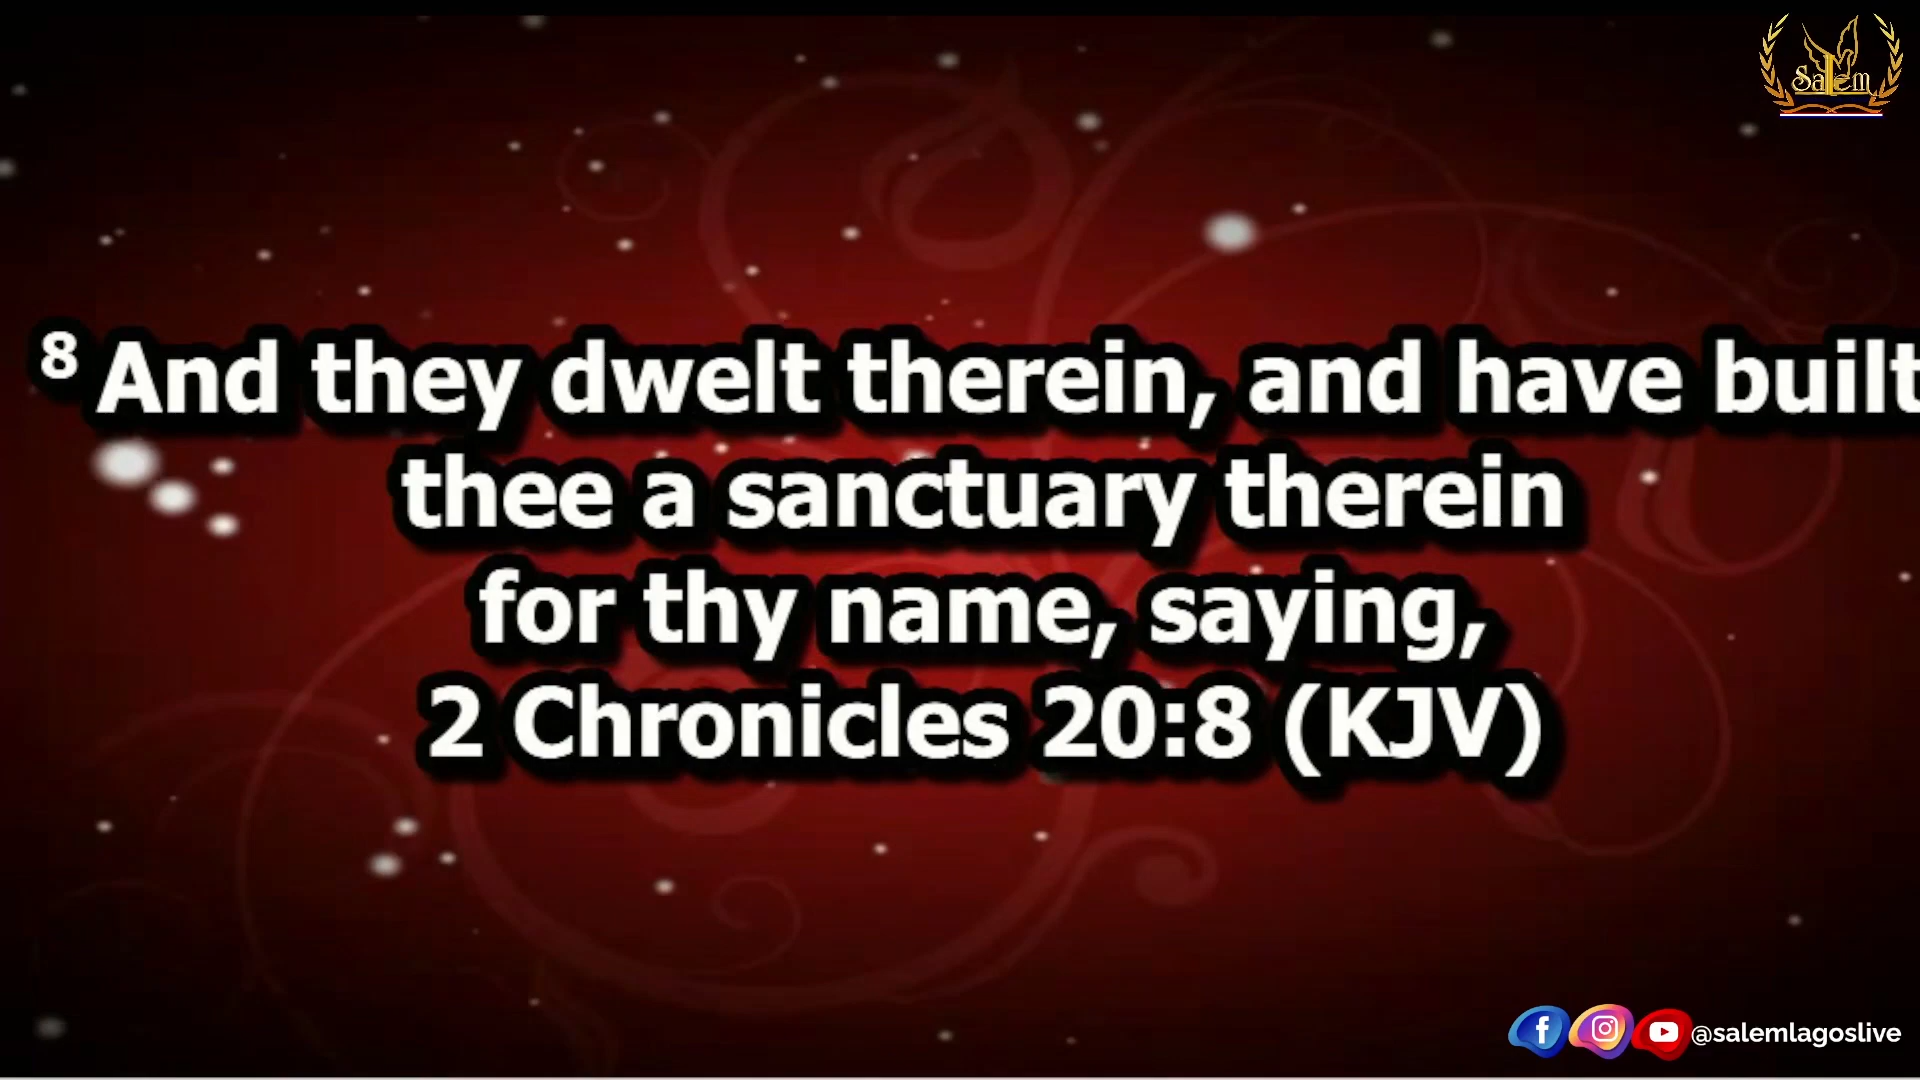 Salem
8 And they dwelt therein, and have built
thee a sanctuary therein
for thy name, saying,
2 Chronicles 20:8 (KJV)
@salemlagoslive